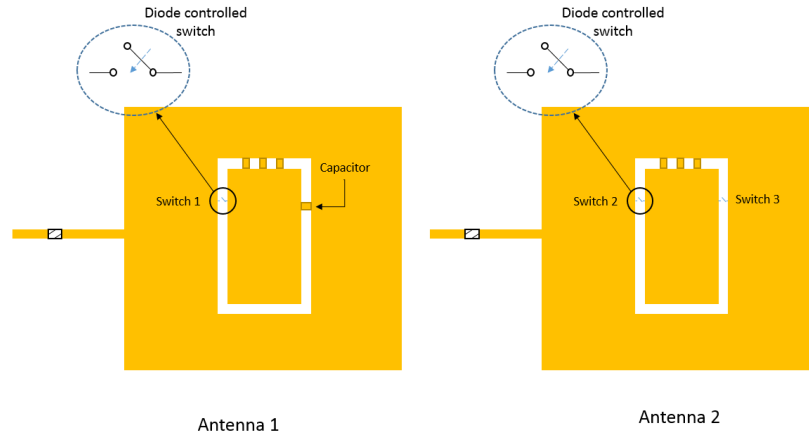 Diode controlled
switch
Switch 1
Capacitor
Antenna 1
Diode controlled
switch
Switch 2
Switch 3
Antenna 2